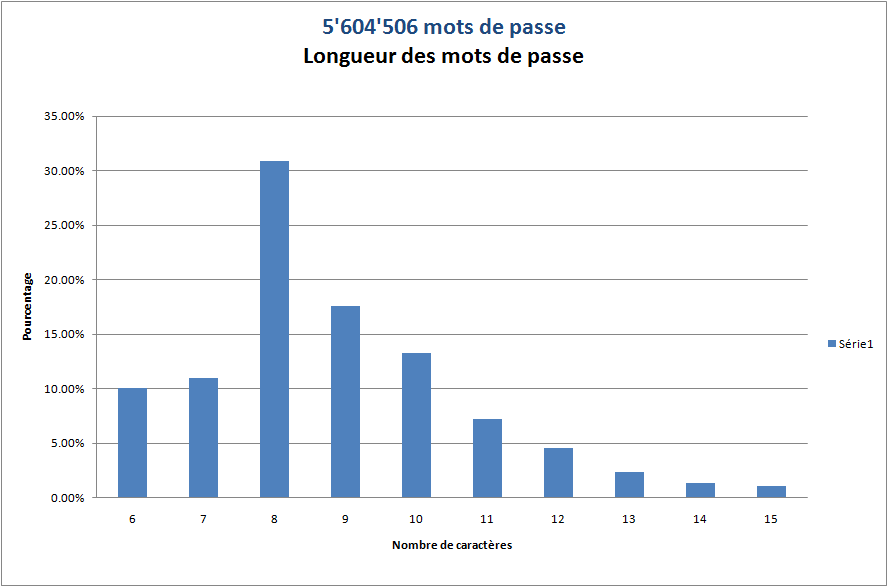 5'604'506 mots de passe
Longueur des mots de passe
35.00%
30.00%
25.00%
20.00%
15.00%
10.00%
5.00%
0.00%
Pourcentage
6 7 8 9 10 11 12 13 14 15
Nombre de caractères
Série1